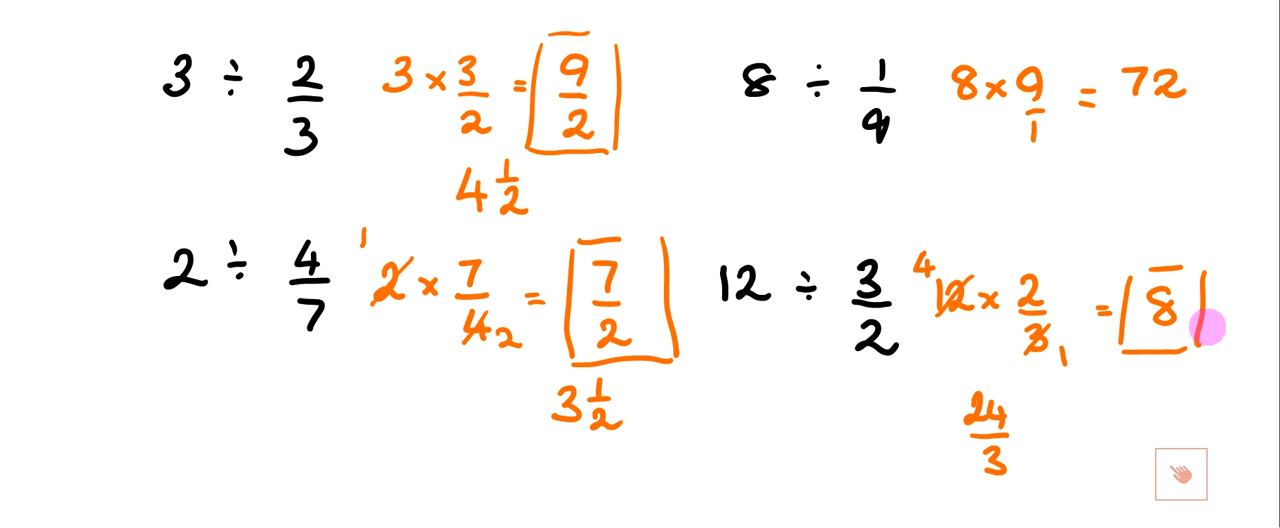 3 ÷ 2/3 3 × 3/2 = 9/2
4 1/2
8 ÷ 1/9 8 × 9/1 = 72
2 ÷ 4/7 1 2 × 7/4 2 = 7/2
3 1/2
12 ÷ 3/2 4 12 × 2/3 1 = 8
24/3